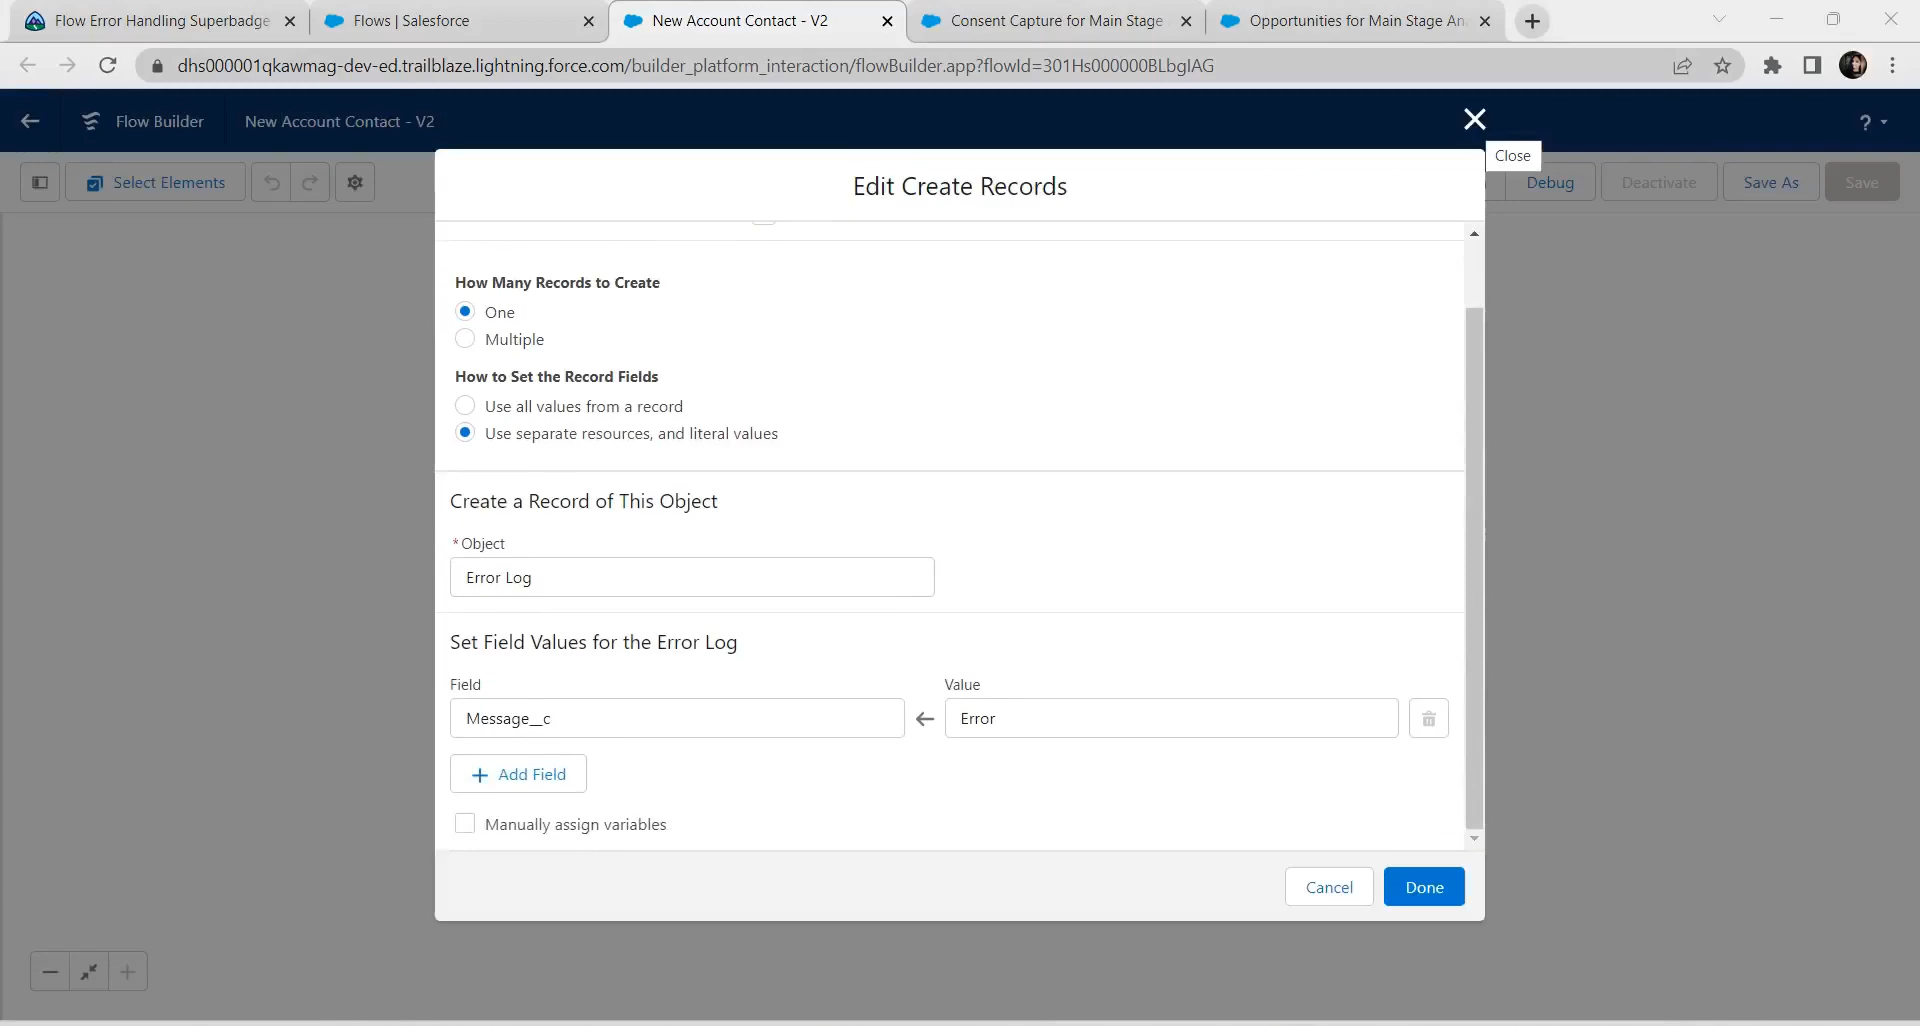 Flow Error Handling Superbadge
Flows | Salesforce
New Account Contact - V2
Consent Capture for Main Stage
Opportunities for Main Stage An
dhs000001qkawmag-dev-ed.trailblaze.lightning.force.com/builder_platform_interaction/flowBuilder.app?flowId=301Hs000000BLbgIAG
Flow Builder
New Account Contact - V2
?
Close
Select Elements
Debug
Deactivate
Save As
Save
Edit Create Records
How Many Records to Create
One
Multiple
How to Set the Record Fields
Use all values from a record
Use separate resources, and literal values
Create a Record of This Object
* Object
Error Log
Set Field Values for the Error Log
Field
Value
Message__c
Error
Add Field
Manually assign variables
Cancel
Done